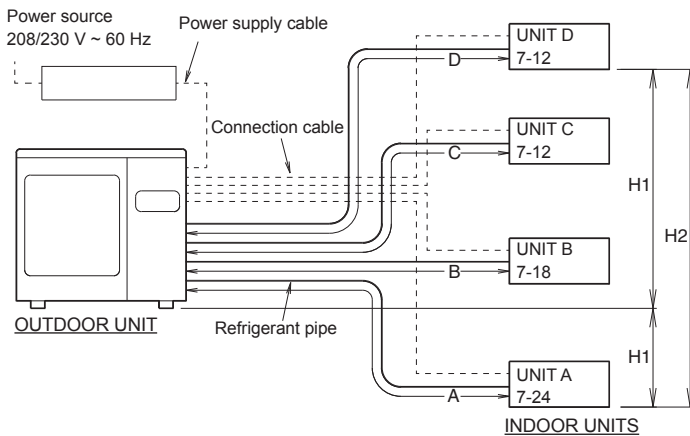 Power source
208/230 V ~ 60 Hz
Power supply cable
UNIT D
7-12
D
Connection cable
UNIT C
7-12
C
H1
H2
UNIT B
7-18
B
OUTDOOR UNIT
Refrigerant pipe
H1
UNIT A
7-24
A
INDOOR UNITS